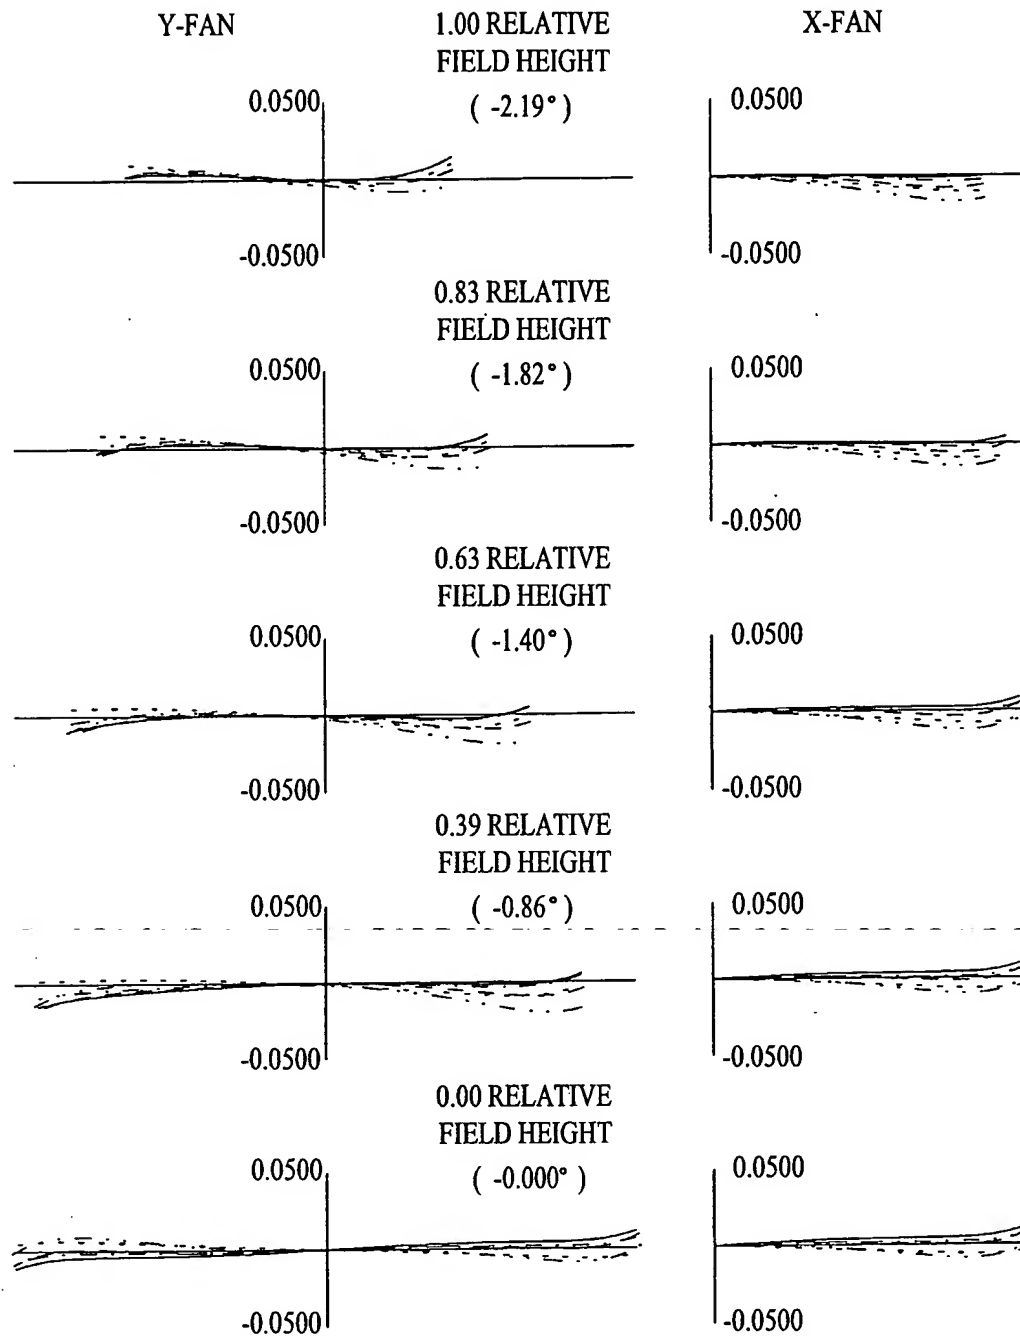 Y-FAN
1.00 RELATIVE
FIELD HEIGHT
( -2.19° )
X-FAN
0.0500
-0.0500
0.0500
-0.0500
0.83 RELATIVE
FIELD HEIGHT
( -1.82° )
0.0500
-0.0500
0.0500
-0.0500
0.63 RELATIVE
FIELD HEIGHT
( -1.40° )
0.0500
-0.0500
0.0500
-0.0500
0.39 RELATIVE
FIELD HEIGHT
( -0.86° )
0.0500
-0.0500
0.0500
-0.0500
0.00 RELATIVE
FIELD HEIGHT
( -0.000° )
0.0500
-0.0500
0.0500
-0.0500